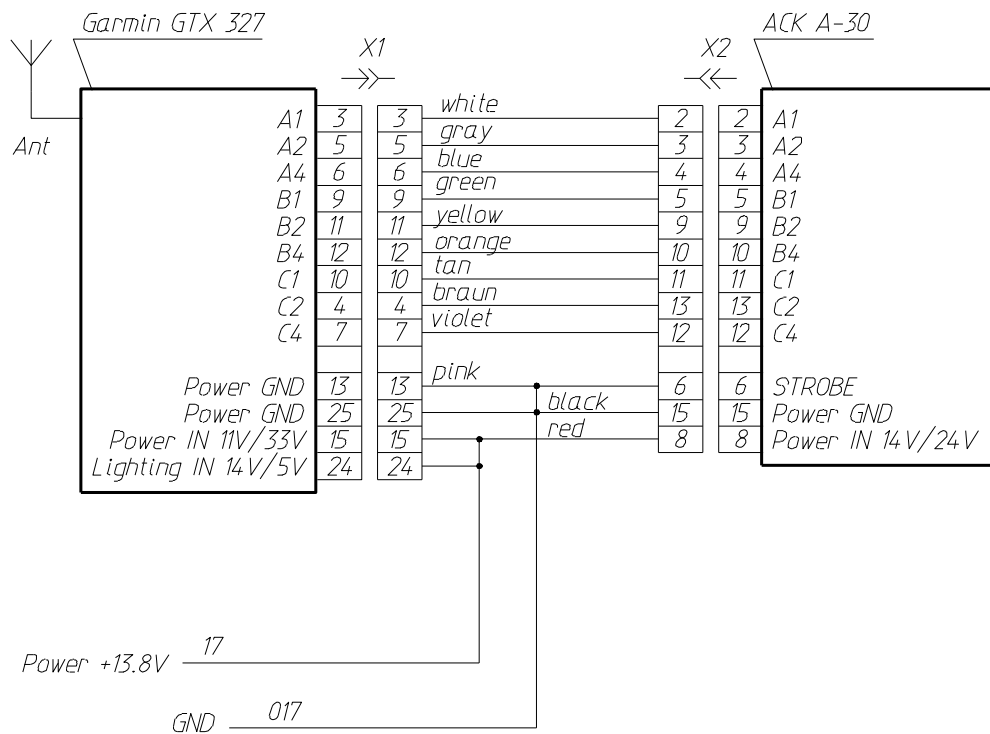 Garmin GTX 327
ACK A-30
X1
X2
Ant
A1 3 3 white 2 2 A1
A2 5 5 gray 3 3 A2
A4 6 6 blue 4 4 A4
B1 9 9 green 5 5 B1
B2 11 11 yellow 9 9 B2
B4 12 12 orange 10 10 B4
C1 10 10 tan 11 11 C1
C2 4 4 braun 13 13 C2
C4 7 7 violet 12 12 C4
Power GND 13 13 pink 6 6 STROBE
Power GND 25 25 black 15 15 Power GND
Power IN 11V/33V 15 15 red 8 8 Power IN 14V/24V
Lighting IN 14V/5V 24 24
Power +13.8V 17
GND 017